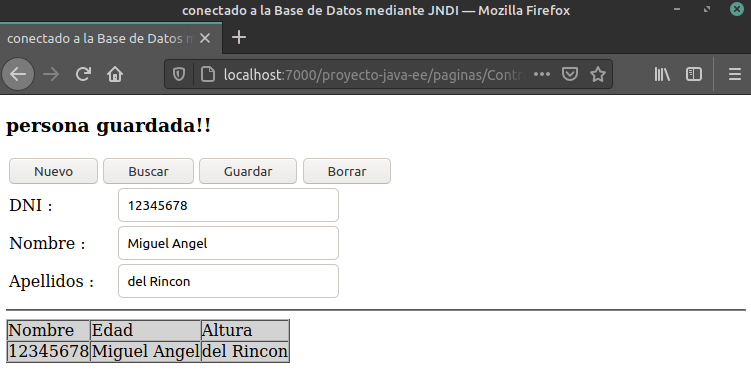 conectado a la Base de Datos mediante JNDI — Mozilla Firefox
conectado a la Base de Datos m
localhost:7000/proyecto-java-ee/paginas/Contr
persona guardada!!
Nuevo Buscar Guardar Borrar
DNI : 12345678
Nombre : Miguel Angel
Apellidos : del Rincon
Nombre Edad Altura
12345678 Miguel Angel del Rincon